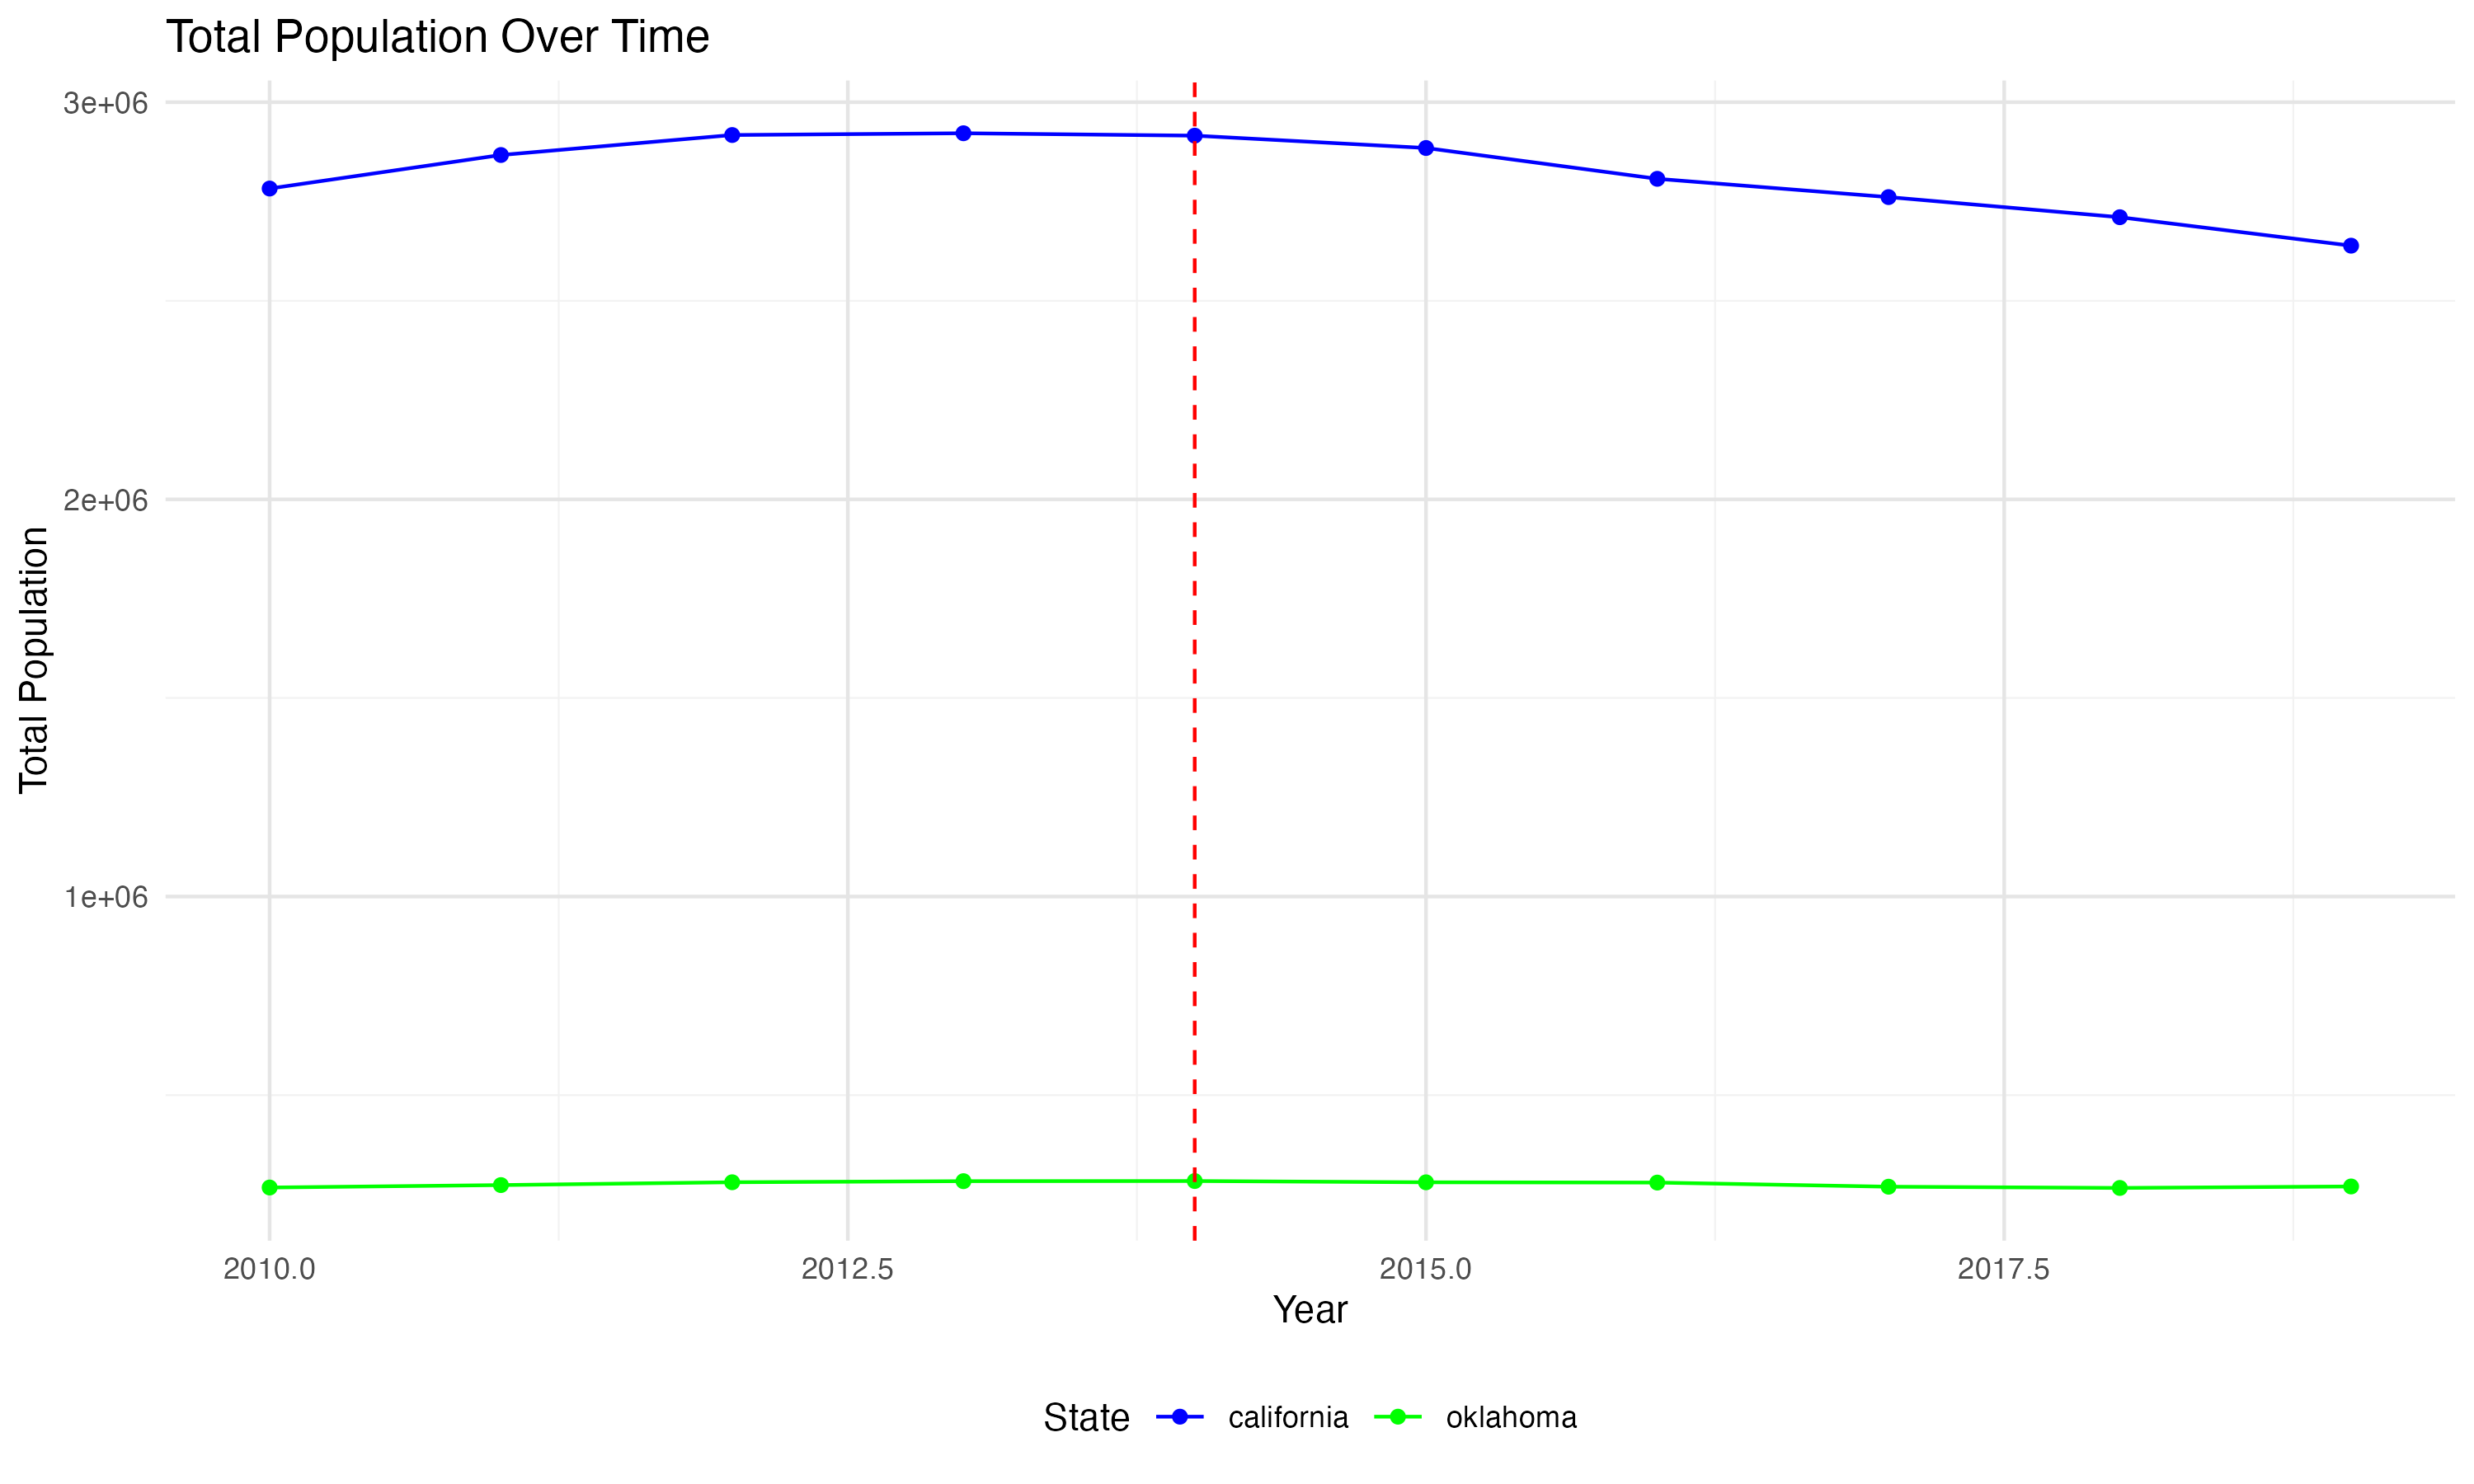 Total Population Over Time
3e+06
2e+06
1e+06
Total Population
2010.0 2012.5 2015.0 2017.5
Year
State california oklahoma